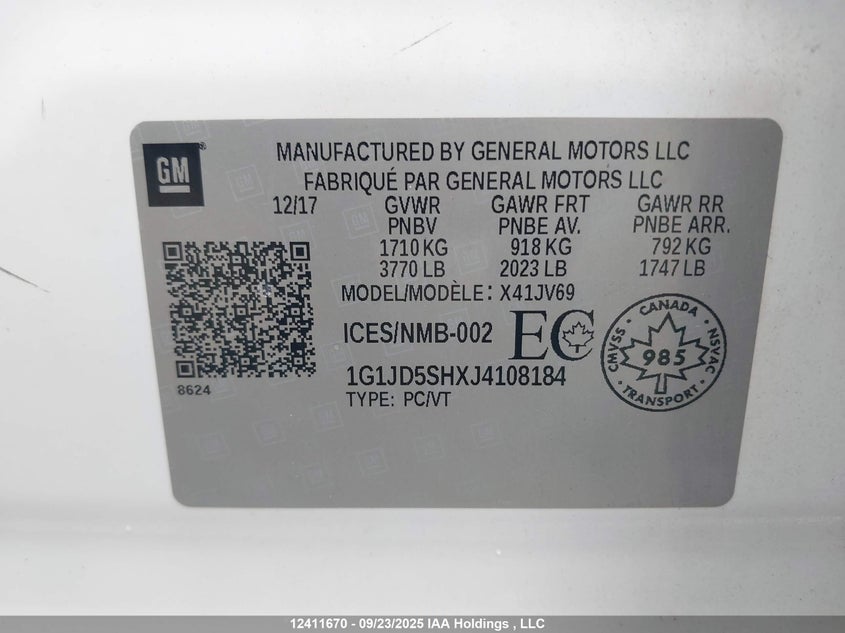 GM
MANUFACTURED BY GENERAL MOTORS LLC
FABRIQUÉ PAR GENERAL MOTORS LLC
12/17 GVWR GAWR FRT GAWR RR
PNBV PNBE AV. PNBE ARR.
1710 KG 918 KG 792 KG
3770 LB 2023 LB 1747 LB
MODEL/MODÈLE: X41JV69
ICES/NMB-002 EC
CANADA
CMVSS 985 NSVAC
TRANSPORT
8624
1G1JD5SHXJ4108184
TYPE: PC/VT
12411670 - 09/23/2025 IAA Holdings , LLC